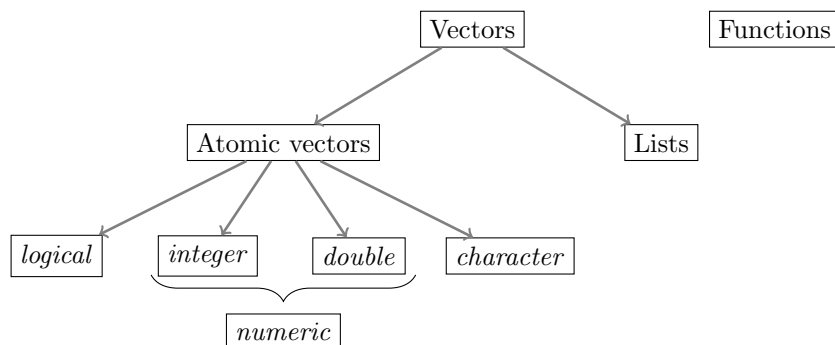 Vectors
Functions
Atomic vectors
Lists
logical
integer
double
character
numeric